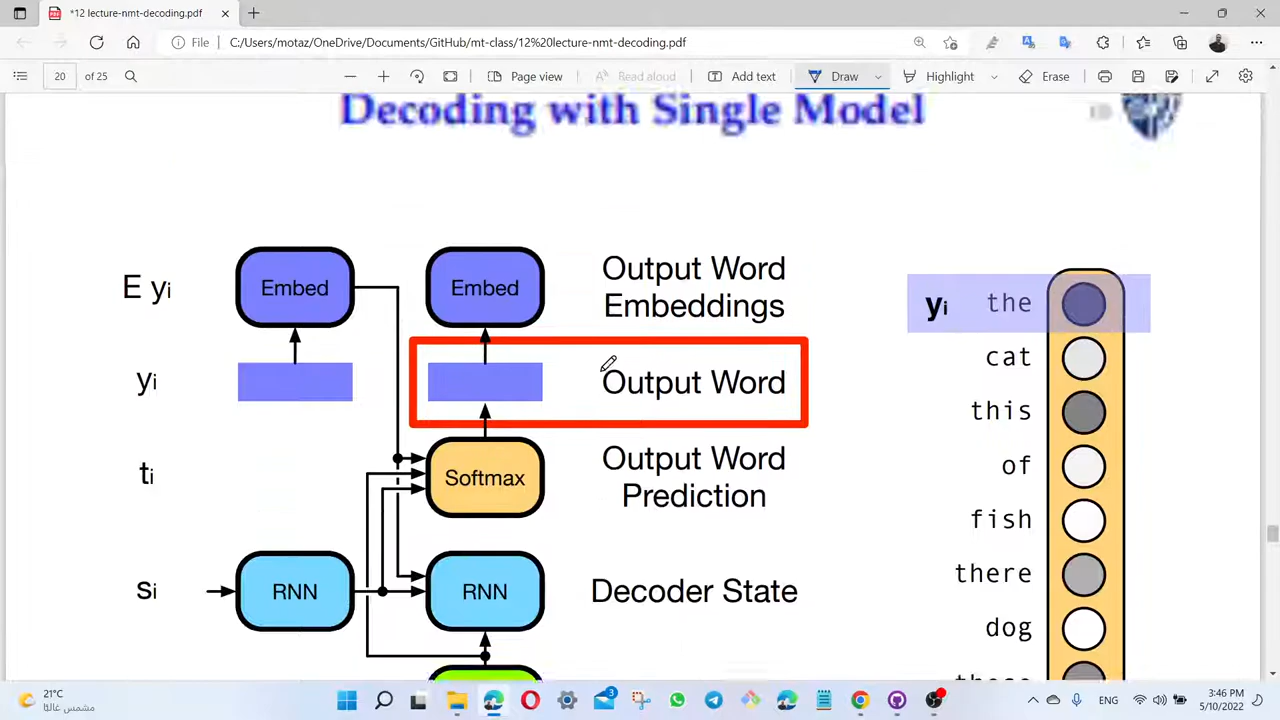 *12 lecture-nmt-decoding.pdf
File C:/Users/motaz/OneDrive/Documents/GitHub/mt-class/12%20lecture-nmt-decoding.pdf
20 of 25 Page view Read aloud Add text Draw Highlight Erase
Decoding with Single Model
E yi Embed Embed Output Word Embeddings
yi the
cat
yi Output Word
this
of
ti Softmax Output Word Prediction
fish
there
si RNN RNN Decoder State
dog
these
21°C
مشمس غالبًا
3
ENG
3:46 PM
5/10/2022